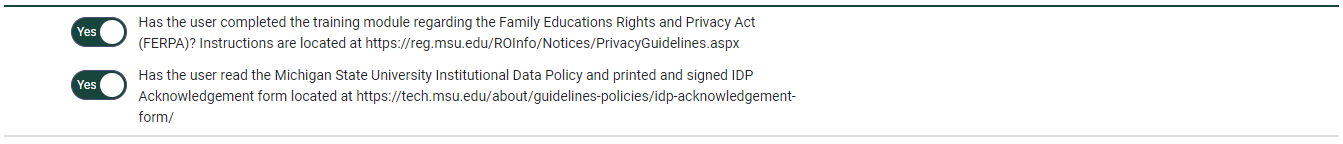 Yes Has the user completed the training module regarding the Family Educations Rights and Privacy Act
(FERPA)? Instructions are located at https://reg.msu.edu/ROInfo/Notices/PrivacyGuidelines.aspx
Yes Has the user read the Michigan State University Institutional Data Policy and printed and signed IDP
Acknowledgement form located at https://tech.msu.edu/about/guidelines-policies/idp-acknowledgement-
form/